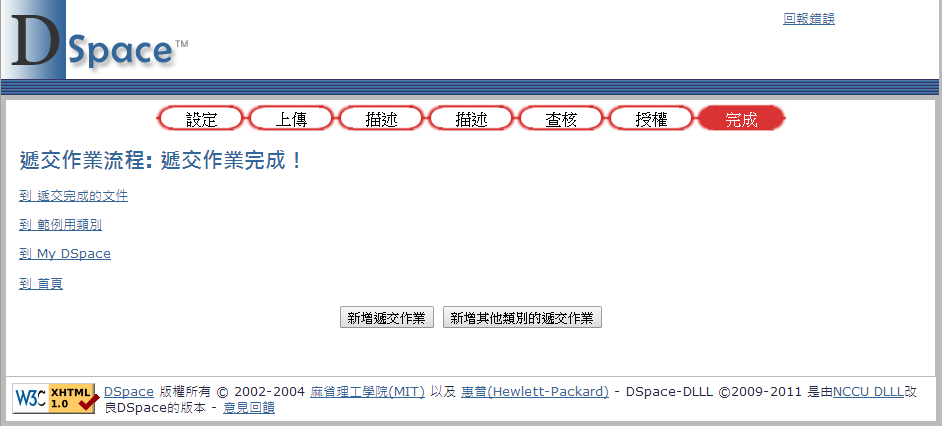 DSpace™
回報錯誤
設定 上傳 描述 描述 查核 授權 完成
遞交作業流程: 遞交作業完成！
到 遞交完成的文件
到 範例用類別
到 My DSpace
到 首頁
新增遞交作業 新增其他類別的遞交作業
W3C XHTML 1.0
DSpace 版權所有 © 2002-2004 麻省理工學院(MIT) 以及 惠普(Hewlett-Packard) - DSpace-DLLL ©2009-2011 是由NCCU DLLL改
良DSpace的版本 - 意見回饋